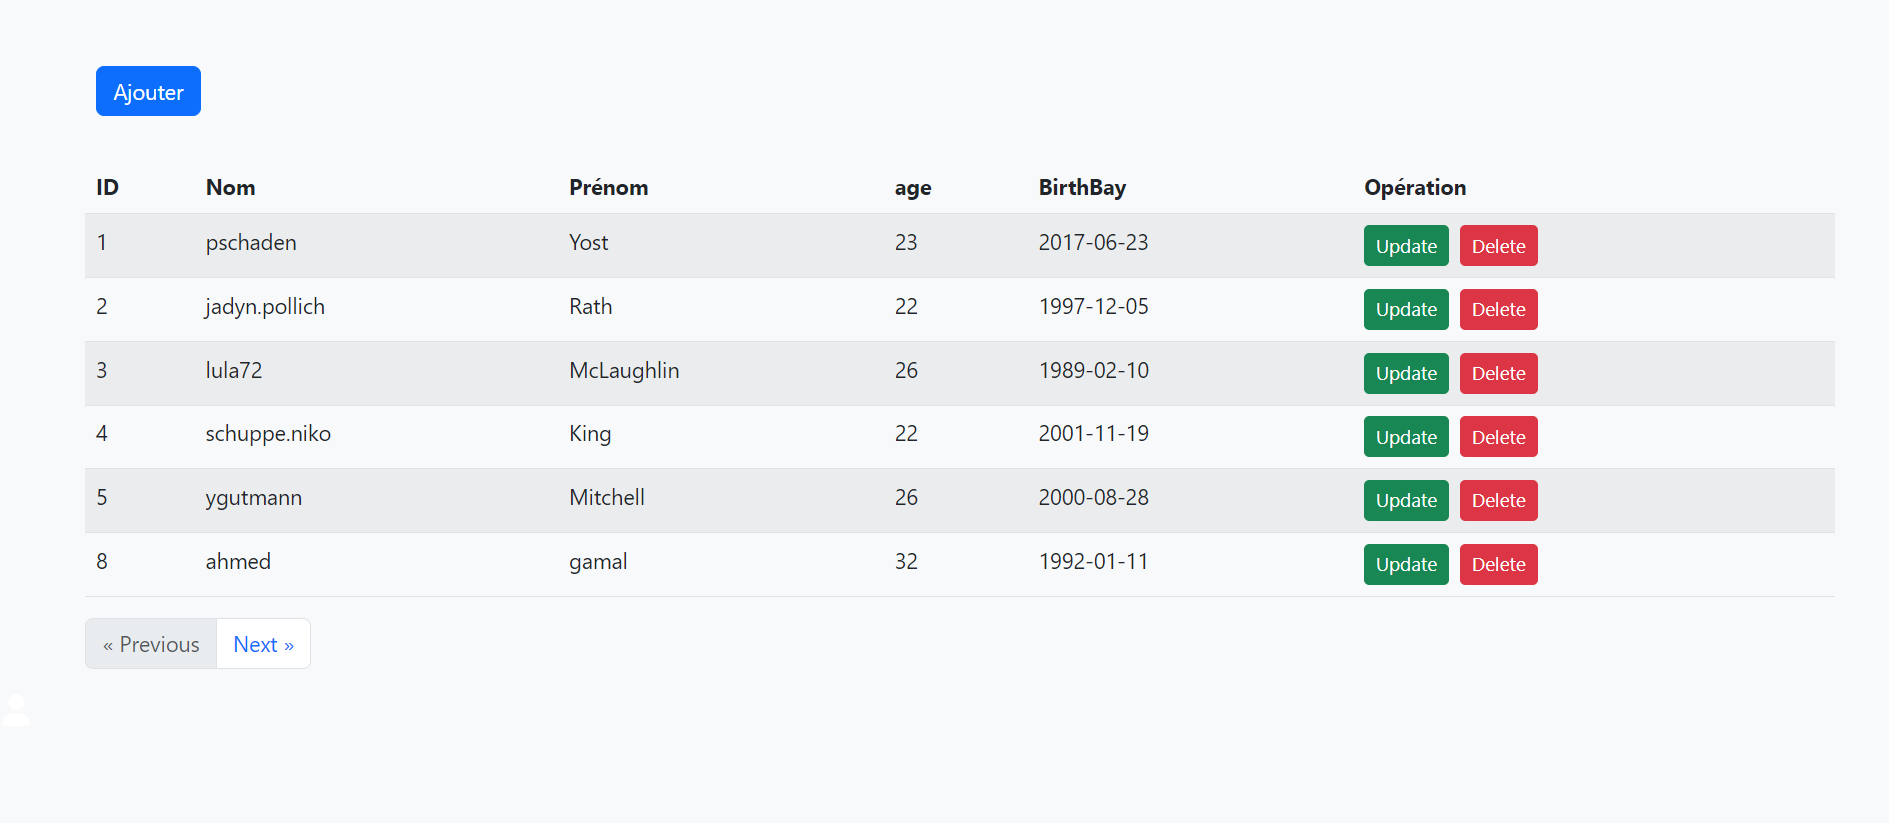 Ajouter
ID Nom Prénom age BirthBay Opération
1 pschaden Yost 23 2017-06-23 Update Delete
2 jadyn.pollich Rath 22 1997-12-05 Update Delete
3 lula72 McLaughlin 26 1989-02-10 Update Delete
4 schuppe.niko King 22 2001-11-19 Update Delete
5 ygutmann Mitchell 26 2000-08-28 Update Delete
8 ahmed gamal 32 1992-01-11 Update Delete
« Previous Next »